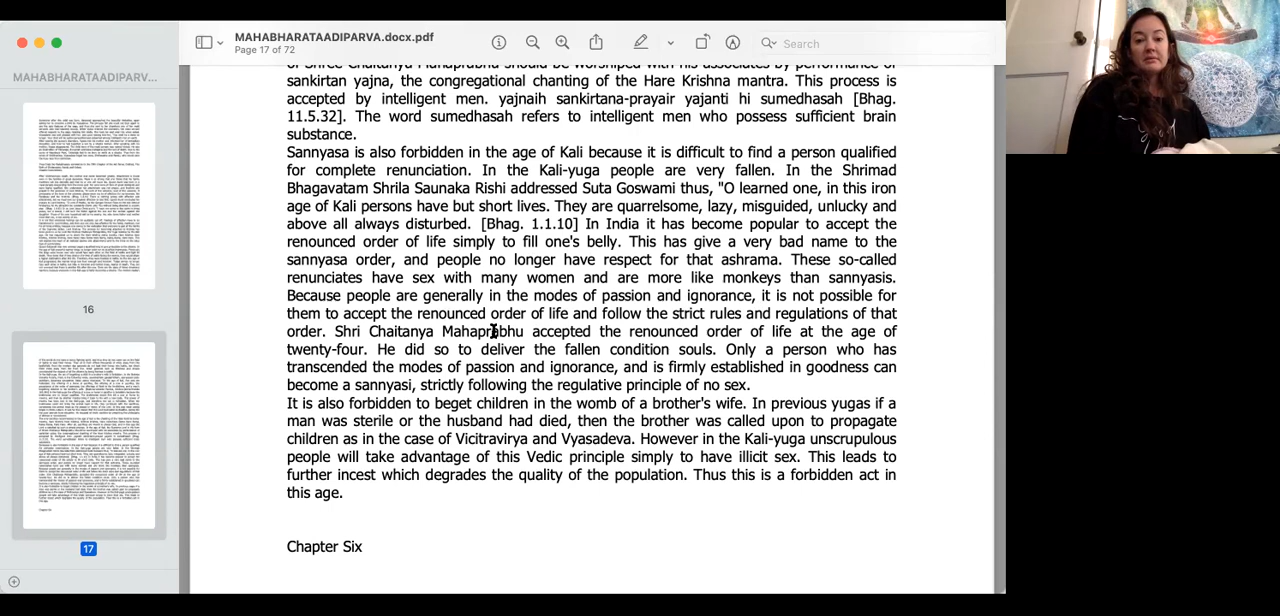 MAHABHARATAADIPARVA.docx.pdf
Page 17 of 72
Search
MAHABHARATAADIPARV...
16
17
sankirtan yajna, the congregational chanting of the Hare Krishna mantra. This process is
accepted by intelligent men. yajnaih sankirtana-prayair yajanti hi sumedhasah [Bhag.
11.5.32]. The word sumedhasah refers to intelligent men who possess sufficient brain
substance.
Sannyasa is also forbidden in the age of Kali because it is difficult to find a person qualified
for complete renunciation. In the Kali-yuga people are very fallen. In the Shrimad
Bhagavatam Shrila Saunaka Rishi addressed Suta Goswami thus, "O learned one, in this iron
age of Kali persons have but short lives. They are quarrelsome, lazy, misguided, unlucky and
above all always disturbed. [Bhag. 1.1.10] In India it has become popular to accept the
renounced order of life simply to fill one's belly. This has give a very bad name to the
sannyasa order, and people no longer have respect for that ashrama. These so-called
renunciates have sex with many women and are more like monkeys than sannyasis.
Because people are generally in the modes of passion and ignorance, it is not possible for
them to accept the renounced order of life and follow the strict rules and regulations of that
order. Shri Chaitanya Mahaprabhu accepted the renounced order of life at the age of
twenty-four. He did so to deliver the fallen condition souls. Only a person who has
transcended the modes of passion and ignorance, and is firmly established in goodness can
become a sannyasi, strictly following the regulative principle of no sex.
It is also forbidden to beget children in the womb of a brother's wife. In previous yugas if a
man was sterile or the husband had died, then the brother was called upon to propagate
children as in the case of Vicitravirya and Vyasadeva. However in the Kali-yuga unscrupulous
people will take advantage of this Vedic principle simply to have illicit sex. This leads to
further incest which degrades the quality of the population. Thus this is a forbidden act in
this age.
Chapter Six